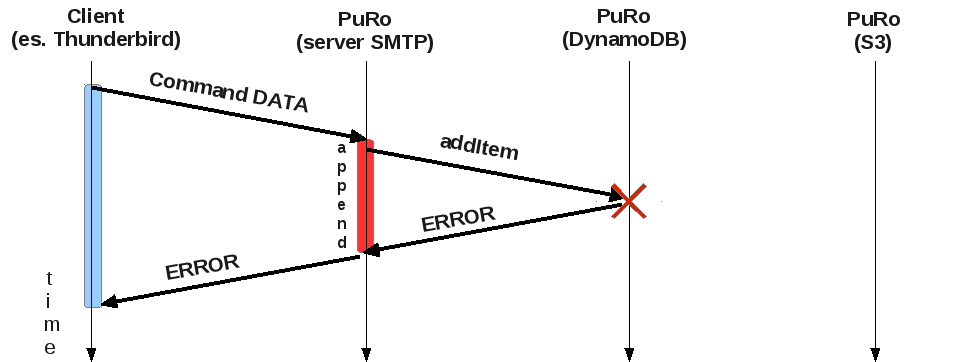 Client
(es. Thunderbird)
PuRo
(server SMTP)
PuRo
(DynamoDB)
PuRo
(S3)
Command DATA
append
addItem
ERROR
ERROR
time